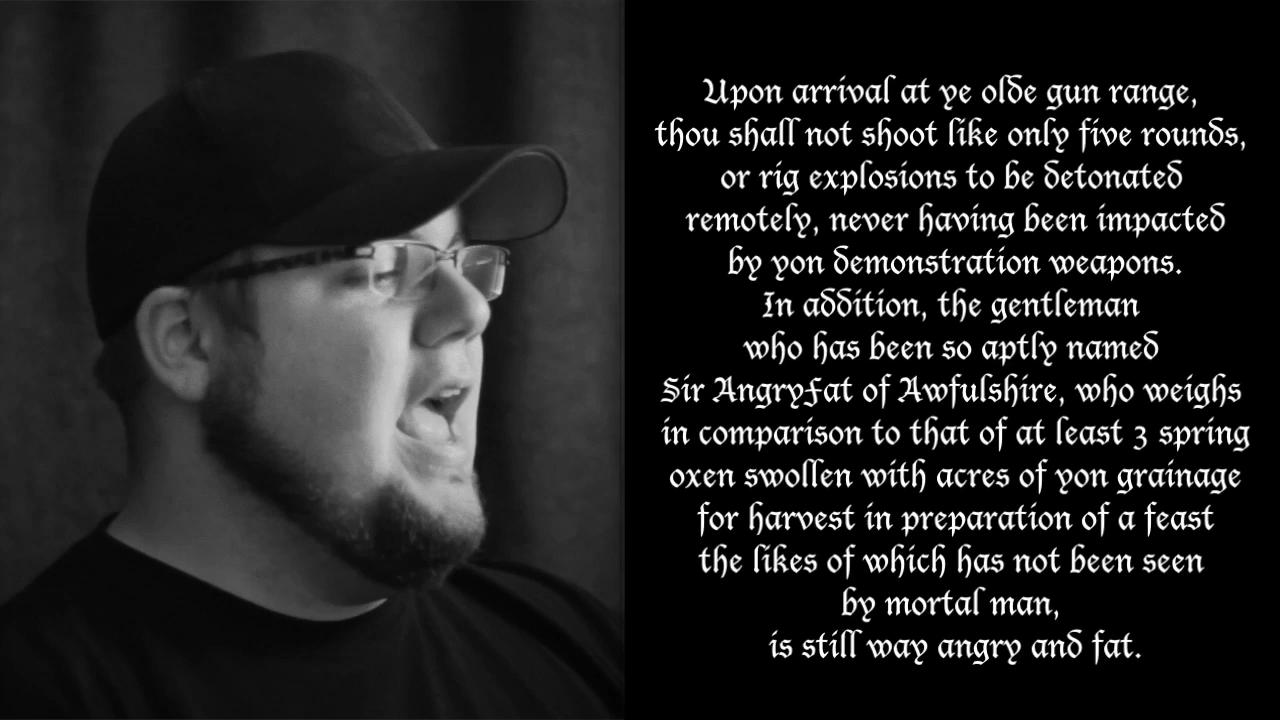 Upon arrival at ye olde gun range,
thou shall not shoot like only five rounds,
or rig explosions to be detonated
remotely, never having been impacted
by yon demonstration weapons.
In addition, the gentleman
who has been so aptly named
Sir AngryFat of Awfulshire, who weighs
in comparison to that of at least 3 spring
oxen swollen with acres of yon grainage
for harvest in preparation of a feast
the likes of which has not been seen
by mortal man,
is still way angry and fat.